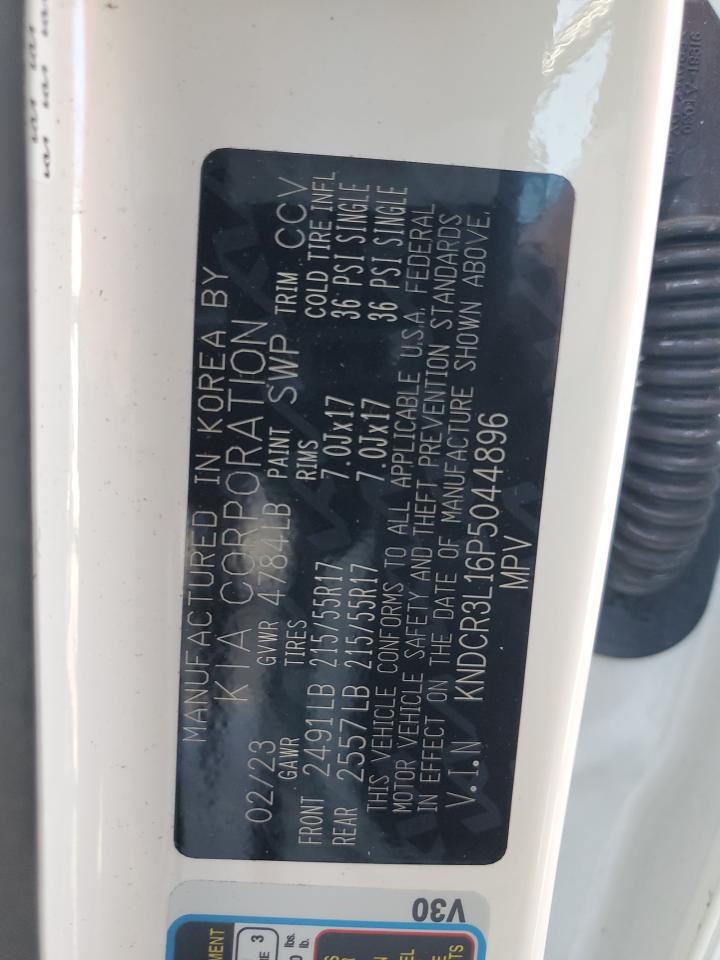 MANUFACTURED IN KOREA BY
KIA CORPORATION
02/23 GVWR 4784LB PAINT SWP TRIM CCV
GAWR TIRES RIMS COLD TIRE INFL
FRONT 2491LB 215/55R17 7.0Jx17 36 PSI SINGLE
REAR 2557LB 215/55R17 7.0Jx17 36 PSI SINGLE
THIS VEHICLE CONFORMS TO ALL APPLICABLE U.S.A. FEDERAL
MOTOR VEHICLE SAFETY AND THEFT PREVENTION STANDARDS
IN EFFECT ON THE DATE OF MANUFACTURE SHOWN ABOVE.
V.I.N KNDCR3L16P5044896
MPV
V30